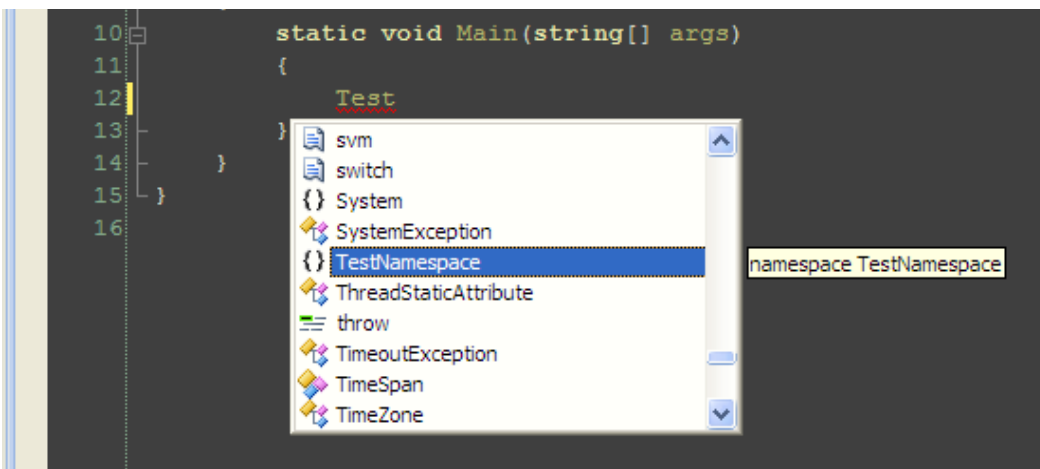 10 static void Main(string[] args)
11 {
12 Test
13 }
14 }
15 }
16
svm
switch
{} System
SystemException
{} TestNamespace
namespace TestNamespace
ThreadStaticAttribute
throw
TimeoutException
TimeSpan
TimeZone